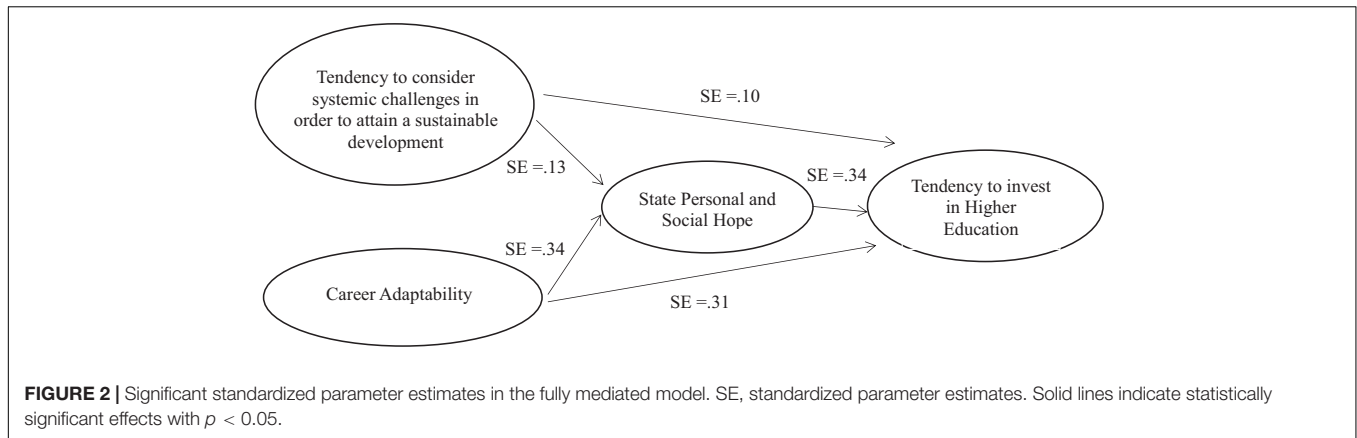 Tendency to consider
systemic challenges in
order to attain a sustainable
development
SE =.10
SE =.13
State Personal and
Social Hope
SE =.34
Tendency to invest
in Higher
Education
SE =.34
Career Adaptability
SE =.31
FIGURE 2 | Significant standardized parameter estimates in the fully mediated model. SE, standardized parameter estimates. Solid lines indicate statistically
significant effects with p < 0.05.